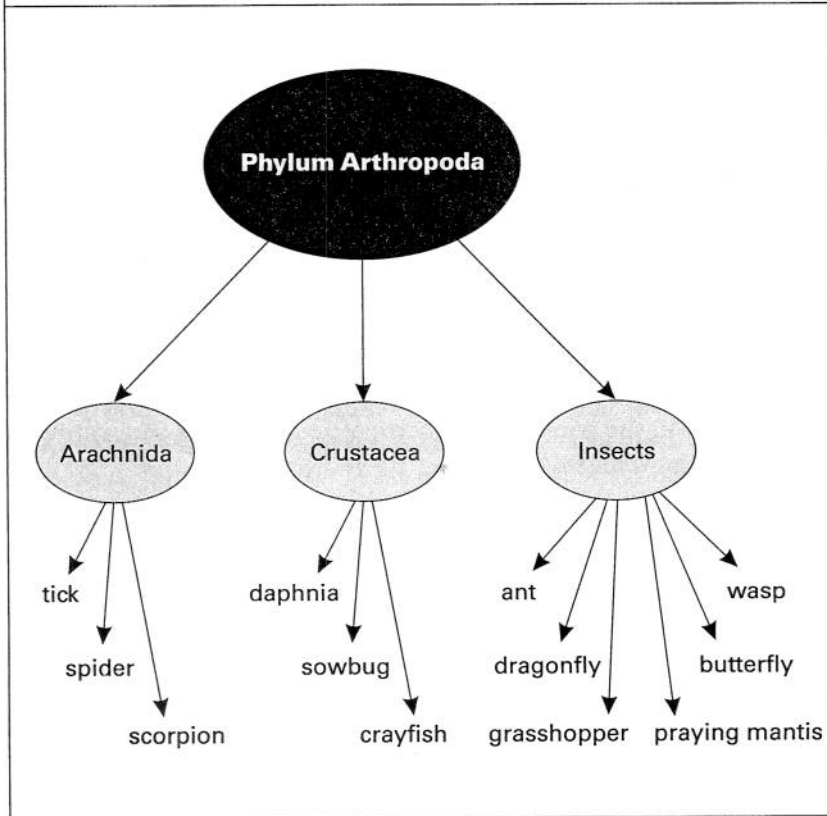 Phylum Arthropoda
Arachnida
Crustacea
Insects
tick
daphnia
ant
wasp
spider
sowbug
dragonfly
butterfly
scorpion
crayfish
grasshopper
praying mantis